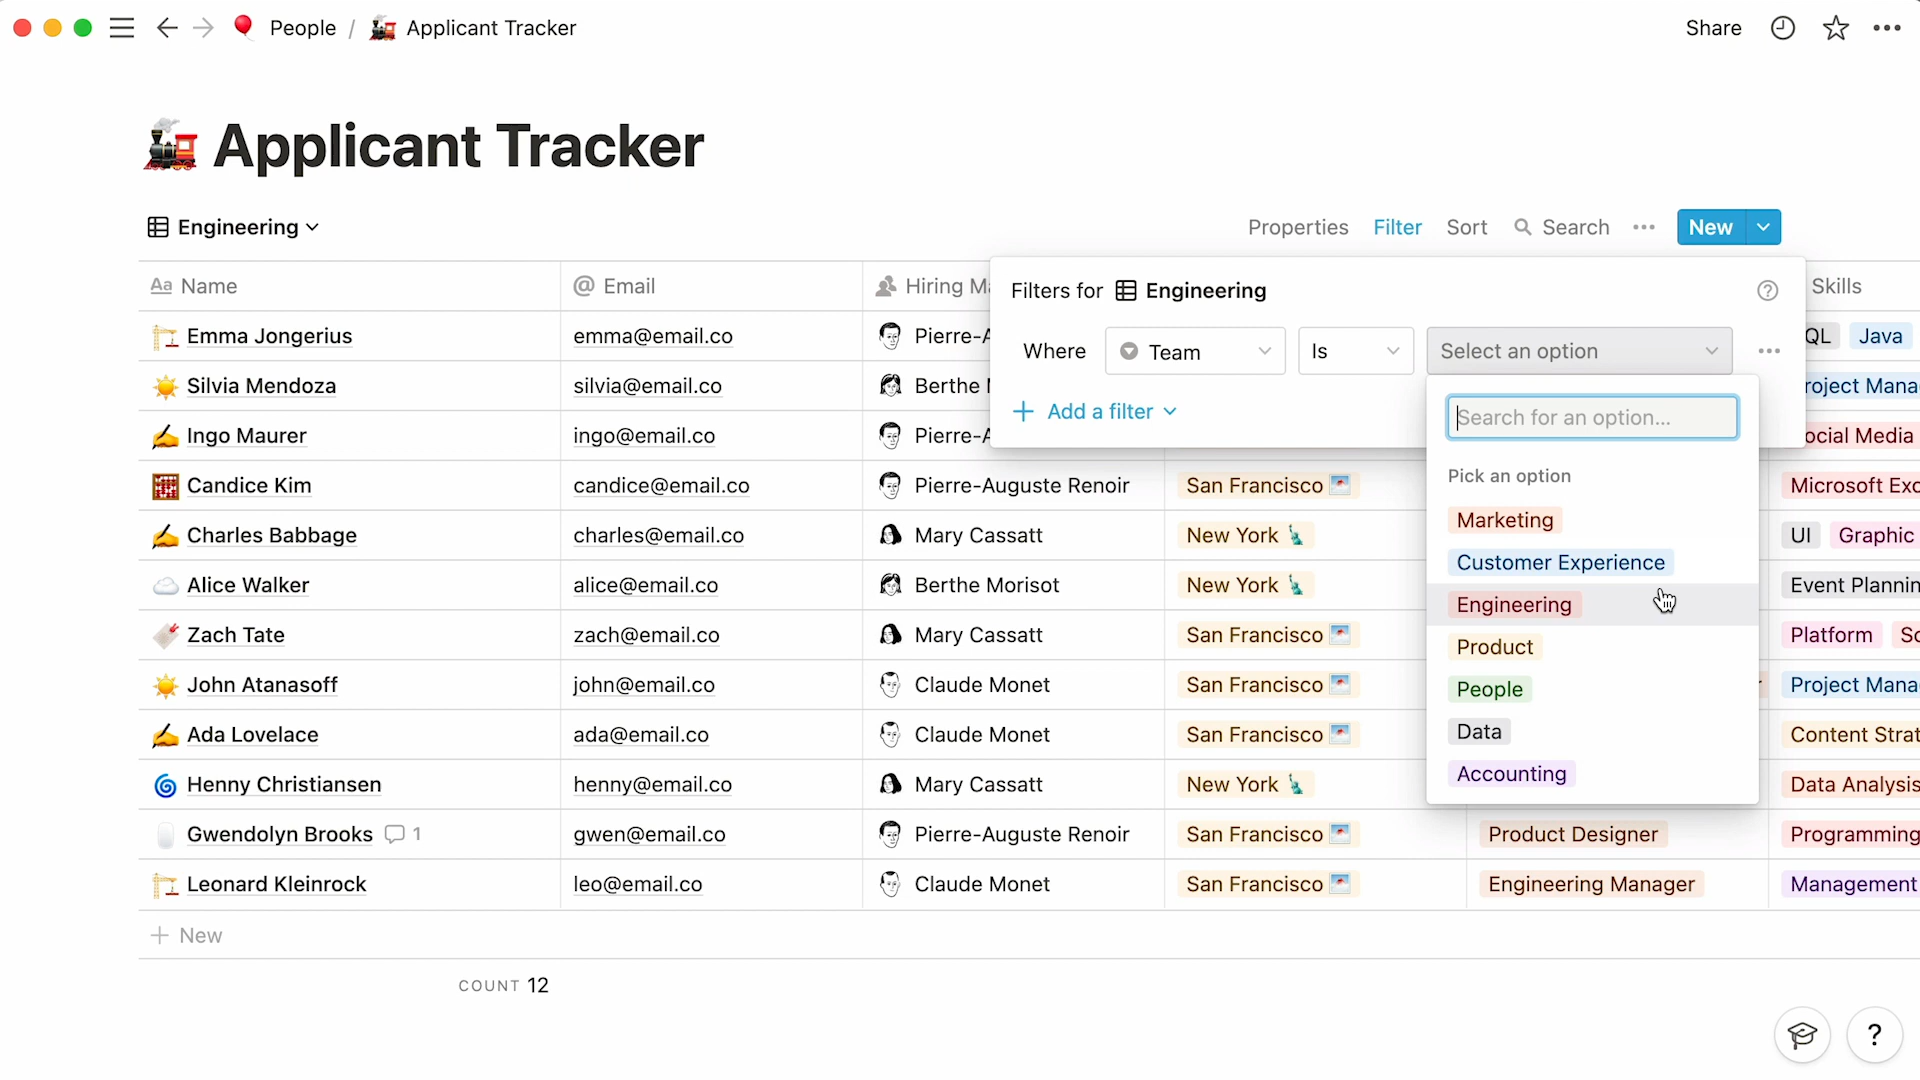 People / Applicant Tracker Share
Applicant Tracker
Engineering Properties Filter Sort Search New
Aa Name @ Email Hiring Ma Skills
Filters for Engineering
Where Team Is Select an option
Add a filter
Search for an option...
Pick an option
Marketing
Customer Experience
Engineering
Product
People
Data
Accounting
Emma Jongerius emma@email.co Pierre-A QL Java
Silvia Mendoza silvia@email.co Berthe roject Mana
Ingo Maurer ingo@email.co Pierre-A ocial Media
Candice Kim candice@email.co Pierre-Auguste Renoir San Francisco Microsoft Exc
Charles Babbage charles@email.co Mary Cassatt New York UI Graphic
Alice Walker alice@email.co Berthe Morisot New York Event Plannin
Zach Tate zach@email.co Mary Cassatt San Francisco Platform Sc
John Atanasoff john@email.co Claude Monet San Francisco Project Mana
Ada Lovelace ada@email.co Claude Monet San Francisco Content Strat
Henny Christiansen henny@email.co Mary Cassatt New York Data Analysis
Gwendolyn Brooks 1 gwen@email.co Pierre-Auguste Renoir San Francisco Product Designer Programming
Leonard Kleinrock leo@email.co Claude Monet San Francisco Engineering Manager Management
+ New
COUNT 12
?